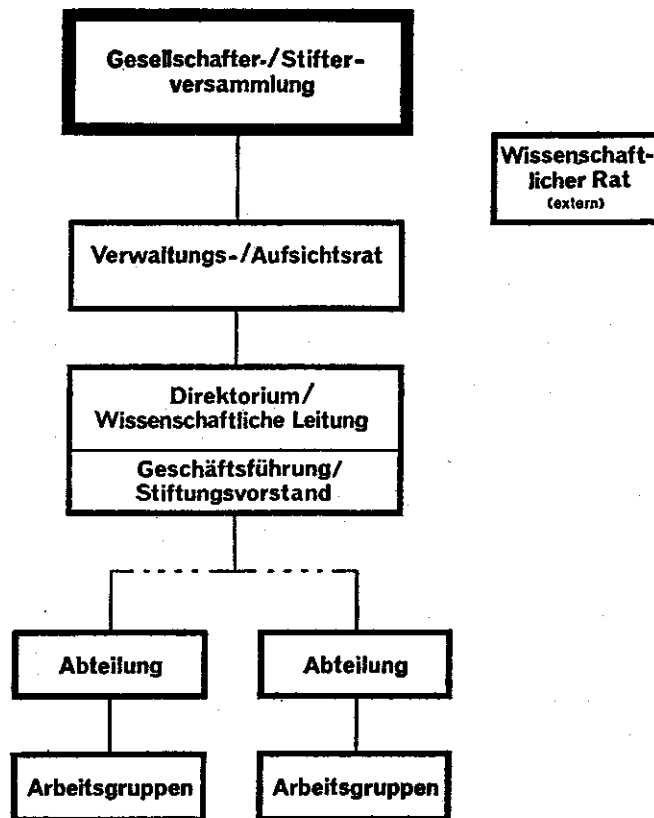 Gesellschafter-/Stifter-
versammlung
Wissenschaft-
licher Rat
(extern)
Verwaltungs-/Aufsichtsrat
Direktorium/
Wissenschaftliche Leitung
Geschäftsführung/
Stiftungsvorstand
Abteilung
Abteilung
Arbeitsgruppen
Arbeitsgruppen